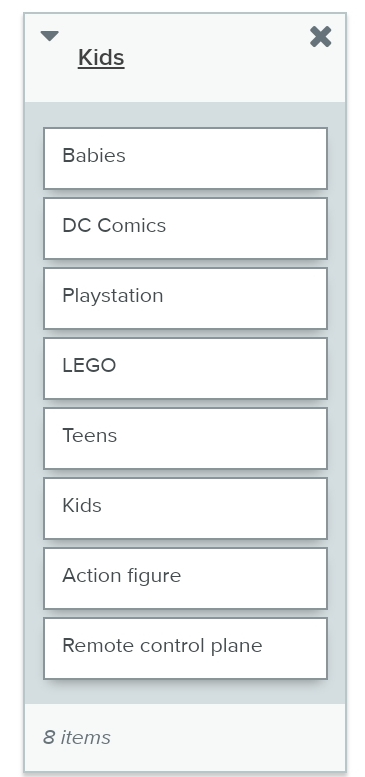 Kids
Babies
DC Comics
Playstation
LEGO
Teens
Kids
Action figure
Remote control plane
8 items